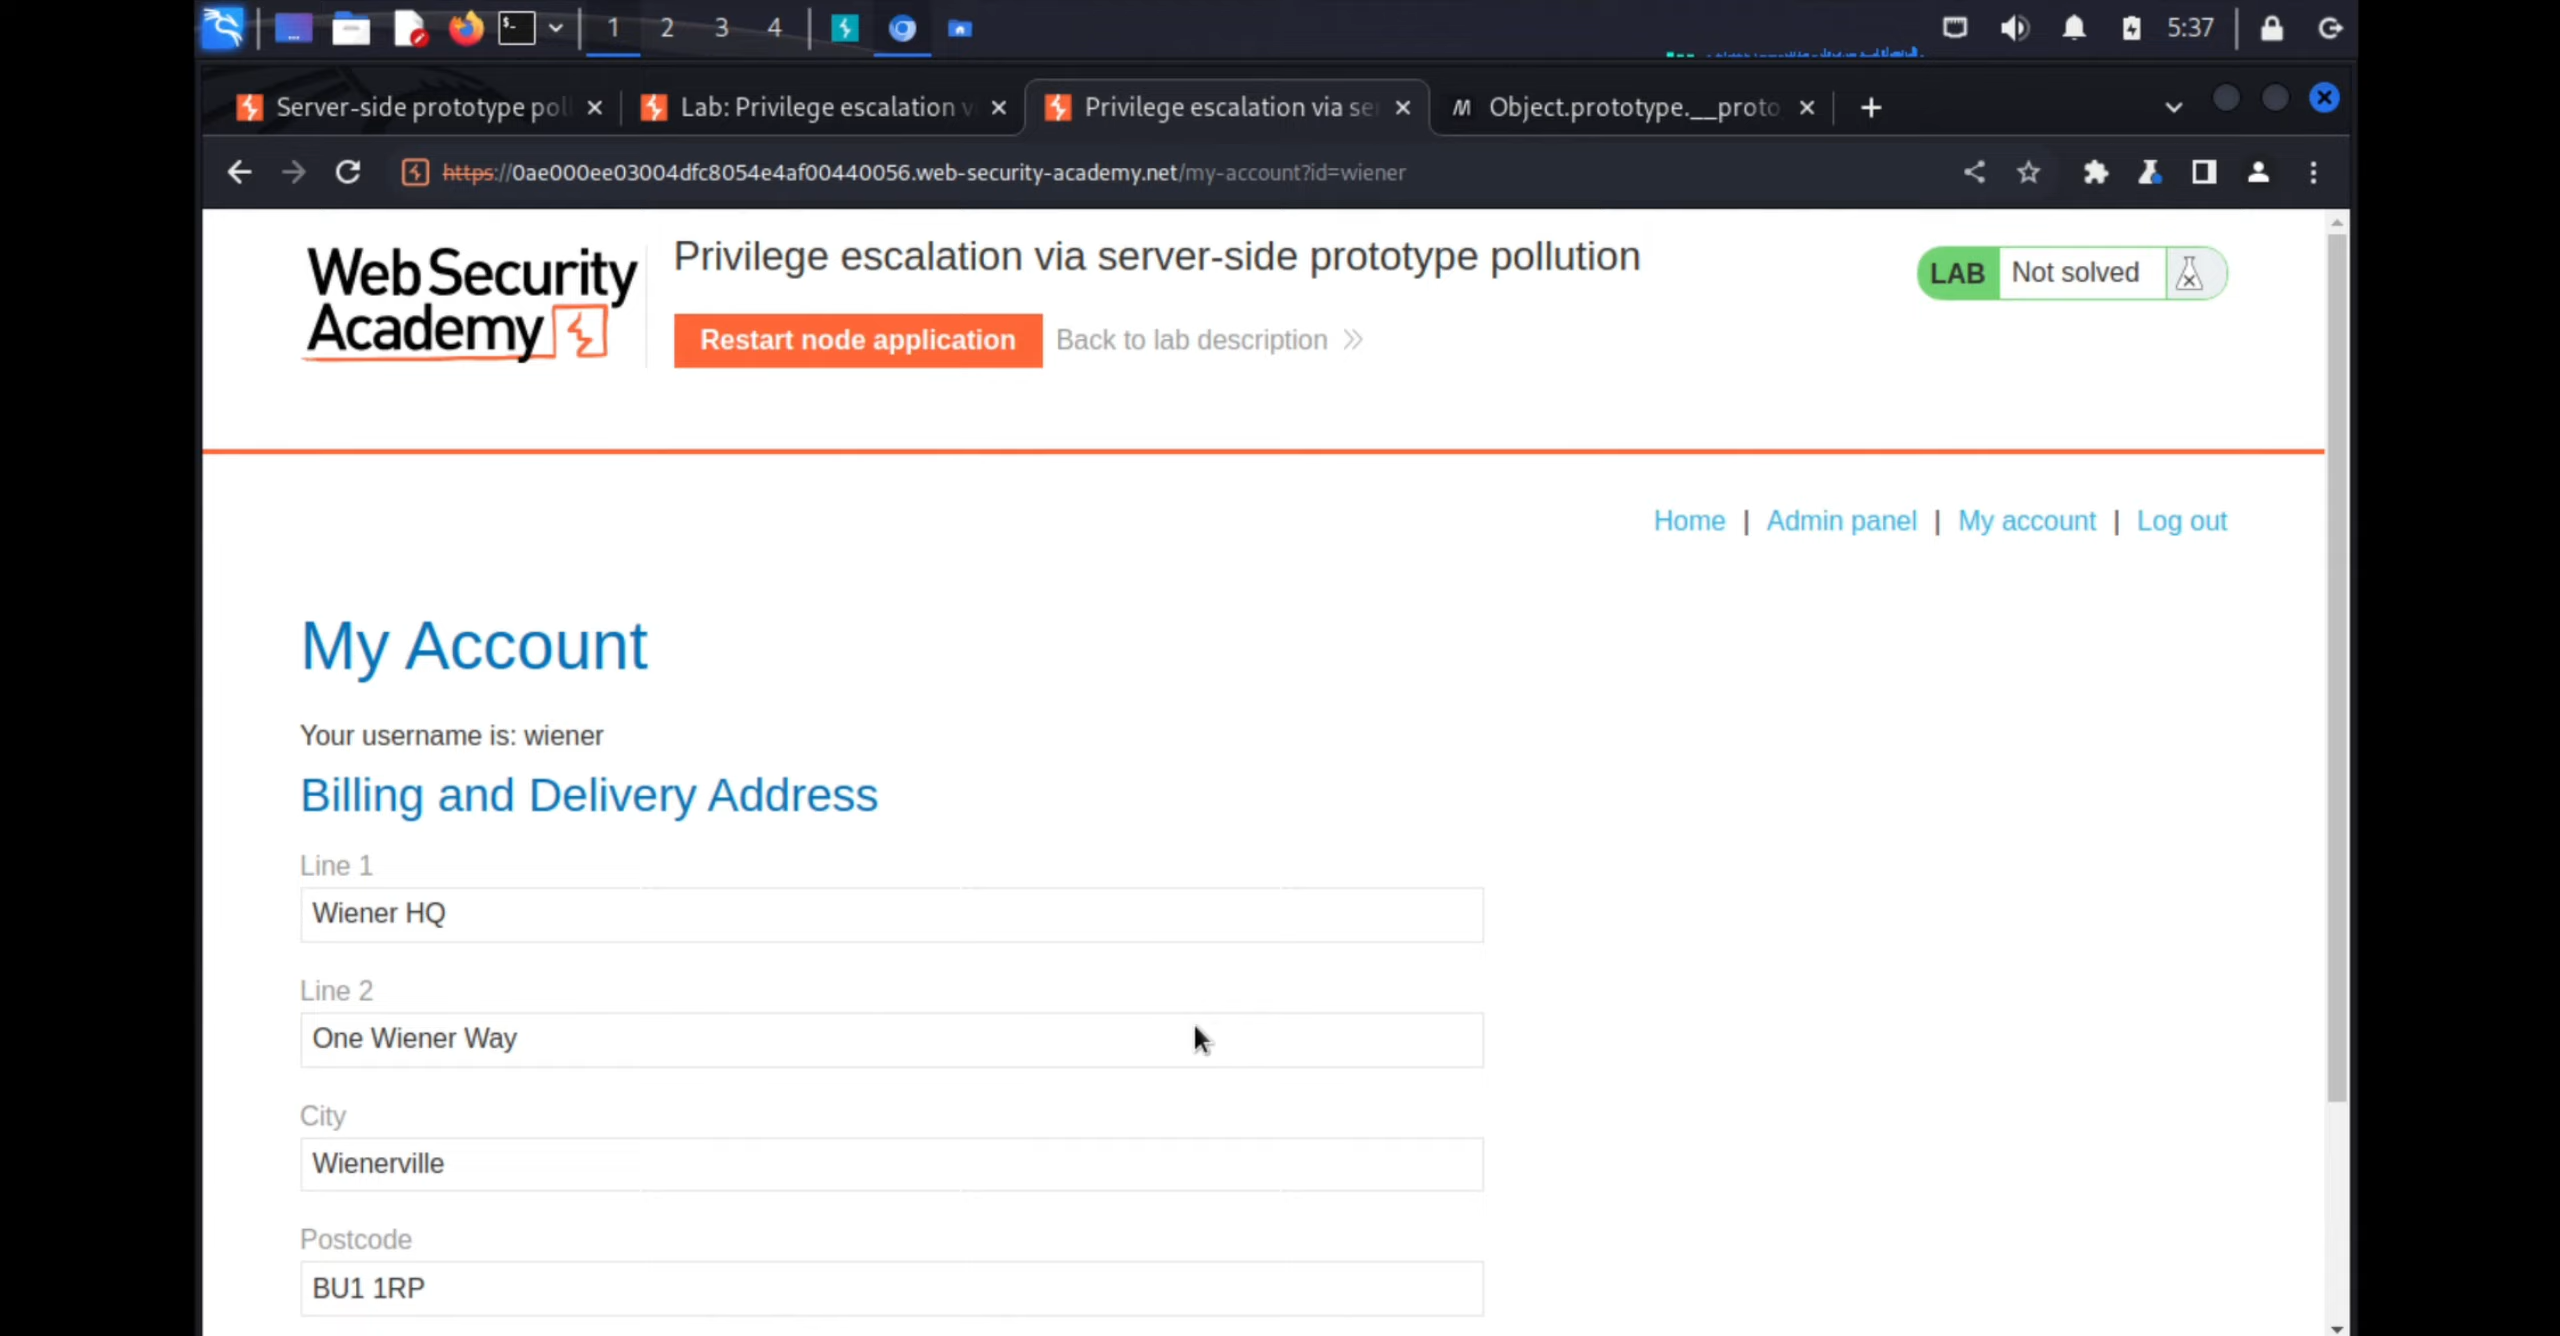 1 2 3 4 5:37
Server-side prototype pol
Lab: Privilege escalation v
Privilege escalation via se
Object.prototype.__proto
https://0ae000ee03004dfc8054e4af00440056.web-security-academy.net/my-account?id=wiener
Web Security
Academy
Privilege escalation via server-side prototype pollution
LAB Not solved
Restart node application
Back to lab description
Home | Admin panel | My account | Log out
My Account
Your username is: wiener
Billing and Delivery Address
Line 1
Wiener HQ
Line 2
One Wiener Way
City
Wienerville
Postcode
BU1 1RP